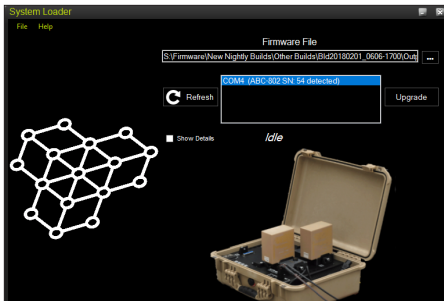 System Loader
File Help
Firmware File
S:\Firmware\New Nightly Builds\Other Builds\Bld20180201_0606-1700\Outp
...
COM4 (ABC-802 SN: 54 detected)
Refresh
Upgrade
Show Details
Idle